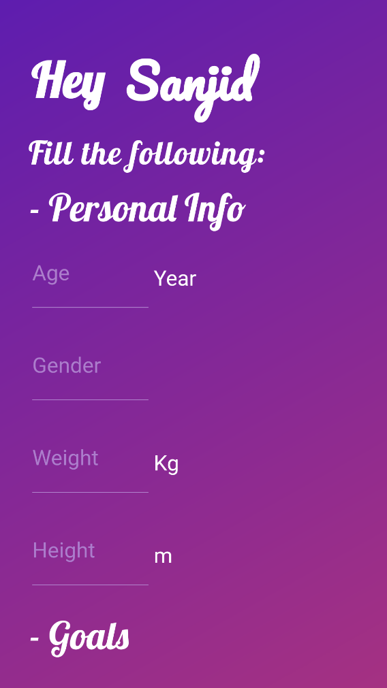 Hey Sanjid
Fill the following:
- Personal Info
Age Year
Gender
Weight Kg
Height m
- Goals